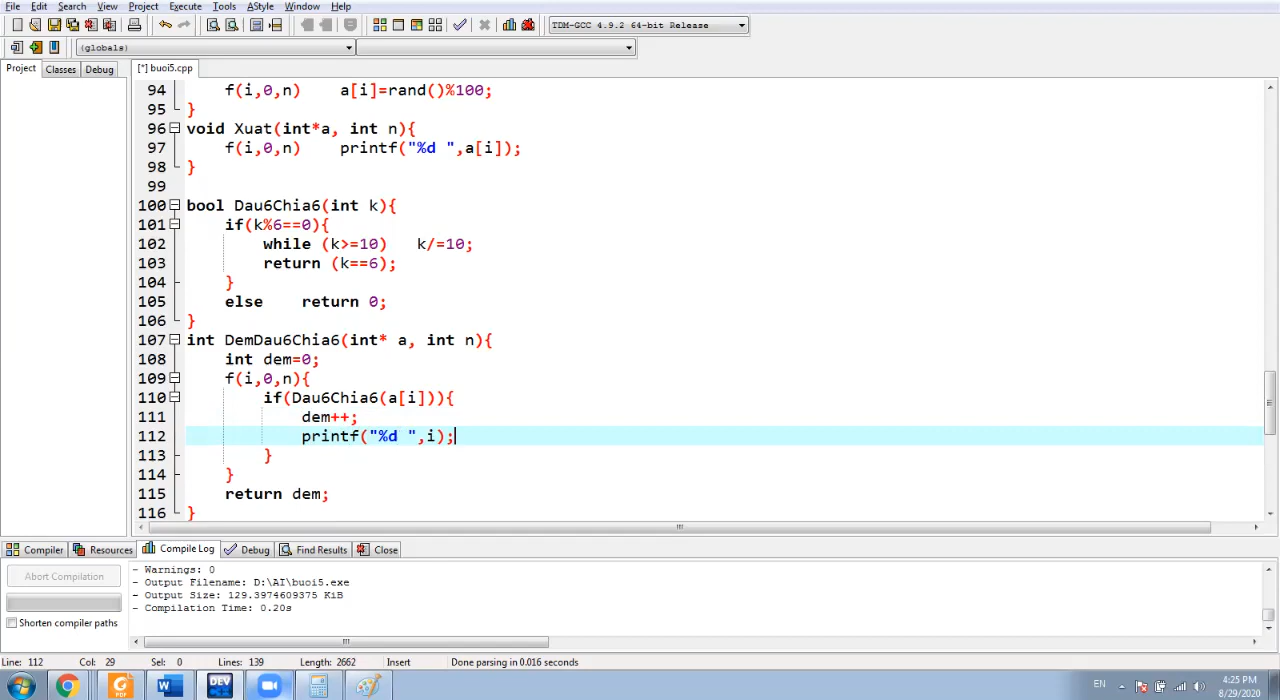 File Edit Search View Project Execute Tools AStyle Window Help
TDM-GCC 4.9.2 64-bit Release
(globals)
Project Classes Debug [*] buoi5.cpp
94 f(i,0,n) a[i]=rand()%100;
95 }
96 void Xuat(int*a, int n){
97 f(i,0,n) printf("%d ",a[i]);
98 }
99
100 bool Dau6Chia6(int k){
101 if(k%6==0){
102 while (k>=10) k/=10;
103 return (k==6);
104 }
105 else return 0;
106 }
107 int DemDau6Chia6(int* a, int n){
108 int dem=0;
109 f(i,0,n){
110 if(Dau6Chia6(a[i])){
111 dem++;
112 printf("%d ",i);
113 }
114 }
115 return dem;
116 }
Compiler Resources Compile Log Debug Find Results Close
Abort Compilation
Shorten compiler paths
- Warnings: 0
- Output Filename: D:\AI\buoi5.exe
- Output Size: 129.3974609375 KiB
- Compilation Time: 0.20s
Line: 112 Col: 29 Sel: 0 Lines: 139 Length: 2662 Insert Done parsing in 0.016 seconds
PDF W DEV C++
EN 4:25 PM
8/29/2020